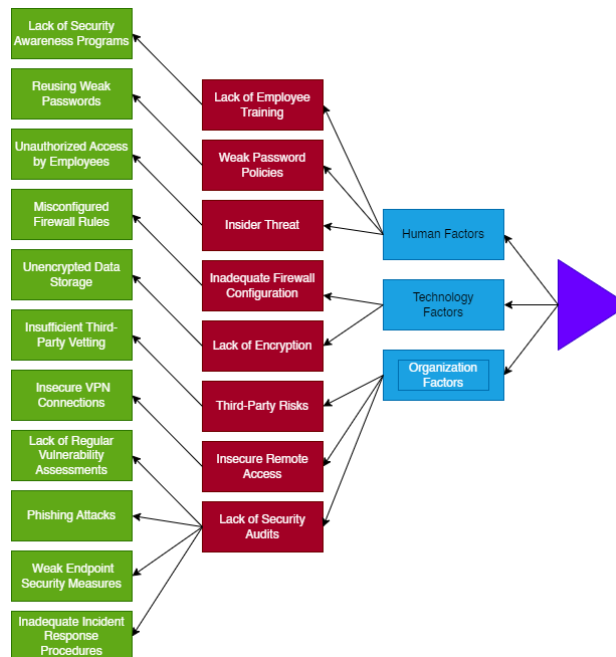 Lack of Security
Awareness Programs
Reusing Weak
Passwords
Unauthorized Access
by Employees
Misconfigured
Firewall Rules
Unencrypted Data
Storage
Insufficient Third-
Party Vetting
Insecure VPN
Connections
Lack of Regular
Vulnerability
Assessments
Phishing Attacks
Weak Endpoint
Security Measures
Inadequate Incident
Response
Procedures
Lack of Employee
Training
Weak Password
Policies
Insider Threat
Inadequate Firewall
Configuration
Lack of Encryption
Third-Party Risks
Insecure Remote
Access
Lack of Security
Audits
Human Factors
Technology
Factors
Organization
Factors